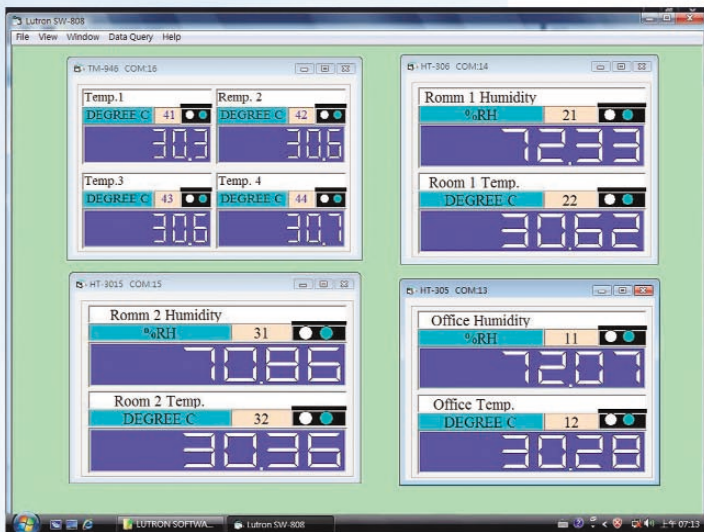 Lutron SW-808
File View Window Data Query Help
TM-946 COM:16
Temp.1
DEGREE C 41
30.3
Remp. 2
DEGREE C 42
30.6
Temp.3
DEGREE C 43
30.6
Temp. 4
DEGREE C 44
30.7
HT-306 COM:14
Romm 1 Humidity
%RH 21
72.33
Room 1 Temp.
DEGREE C 22
30.62
HT-3015 COM:15
Romm 2 Humidity
%RH 31
70.86
Room 2 Temp.
DEGREE C 32
30.36
HT-305 COM:13
Office Humidity
%RH 11
72.07
Office Temp.
DEGREE C 12
30.28
LUTRON SOFTWA... Lutron SW-808 上午 07:13